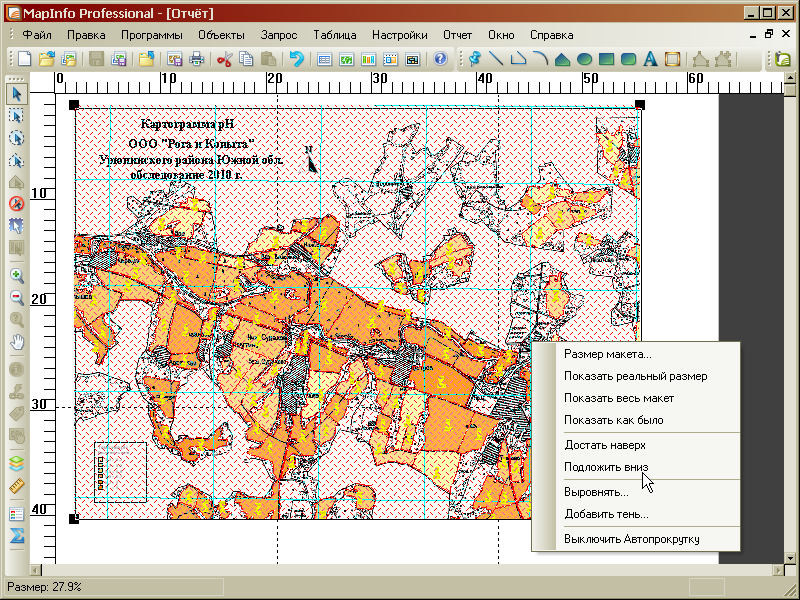 MapInfo Professional - [Отчёт]
Файл Правка Программы Объекты Запрос Таблица Настройки Отчет Окно Справка
0 10 20 30 40 50 60
10
20
30
40
Картограмма рН
ООО "Рога и Копыта"
Урюпинского района Южной обл.
обследование 2010 г.
Размер макета...
Показать реальный размер
Показать весь макет
Показать как было
Достать наверх
Подложить вниз
Выровнять...
Добавить тень...
Выключить Автопрокрутку
Размер: 27.9%